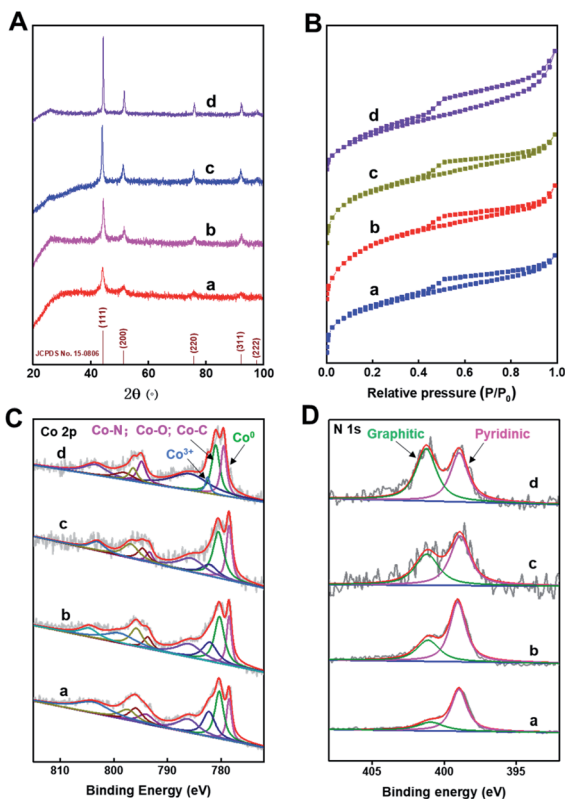 A
d
c
b
a
(111)
(200)
(220)
(311)
(222)
JCPDS No. 15-0806
20 40 60 80 100
2θ (°)
B
d
c
b
a
0.0 0.2 0.4 0.6 0.8 1.0
Relative pressure (P/P0)
C
Co 2p
Co-N; Co-O; Co-C
Co0
Co3+
d
c
b
a
810 800 790 780
Binding Energy (eV)
D
N 1s
Graphitic
Pyridinic
d
c
b
a
405 399 395
Binding energy (eV)